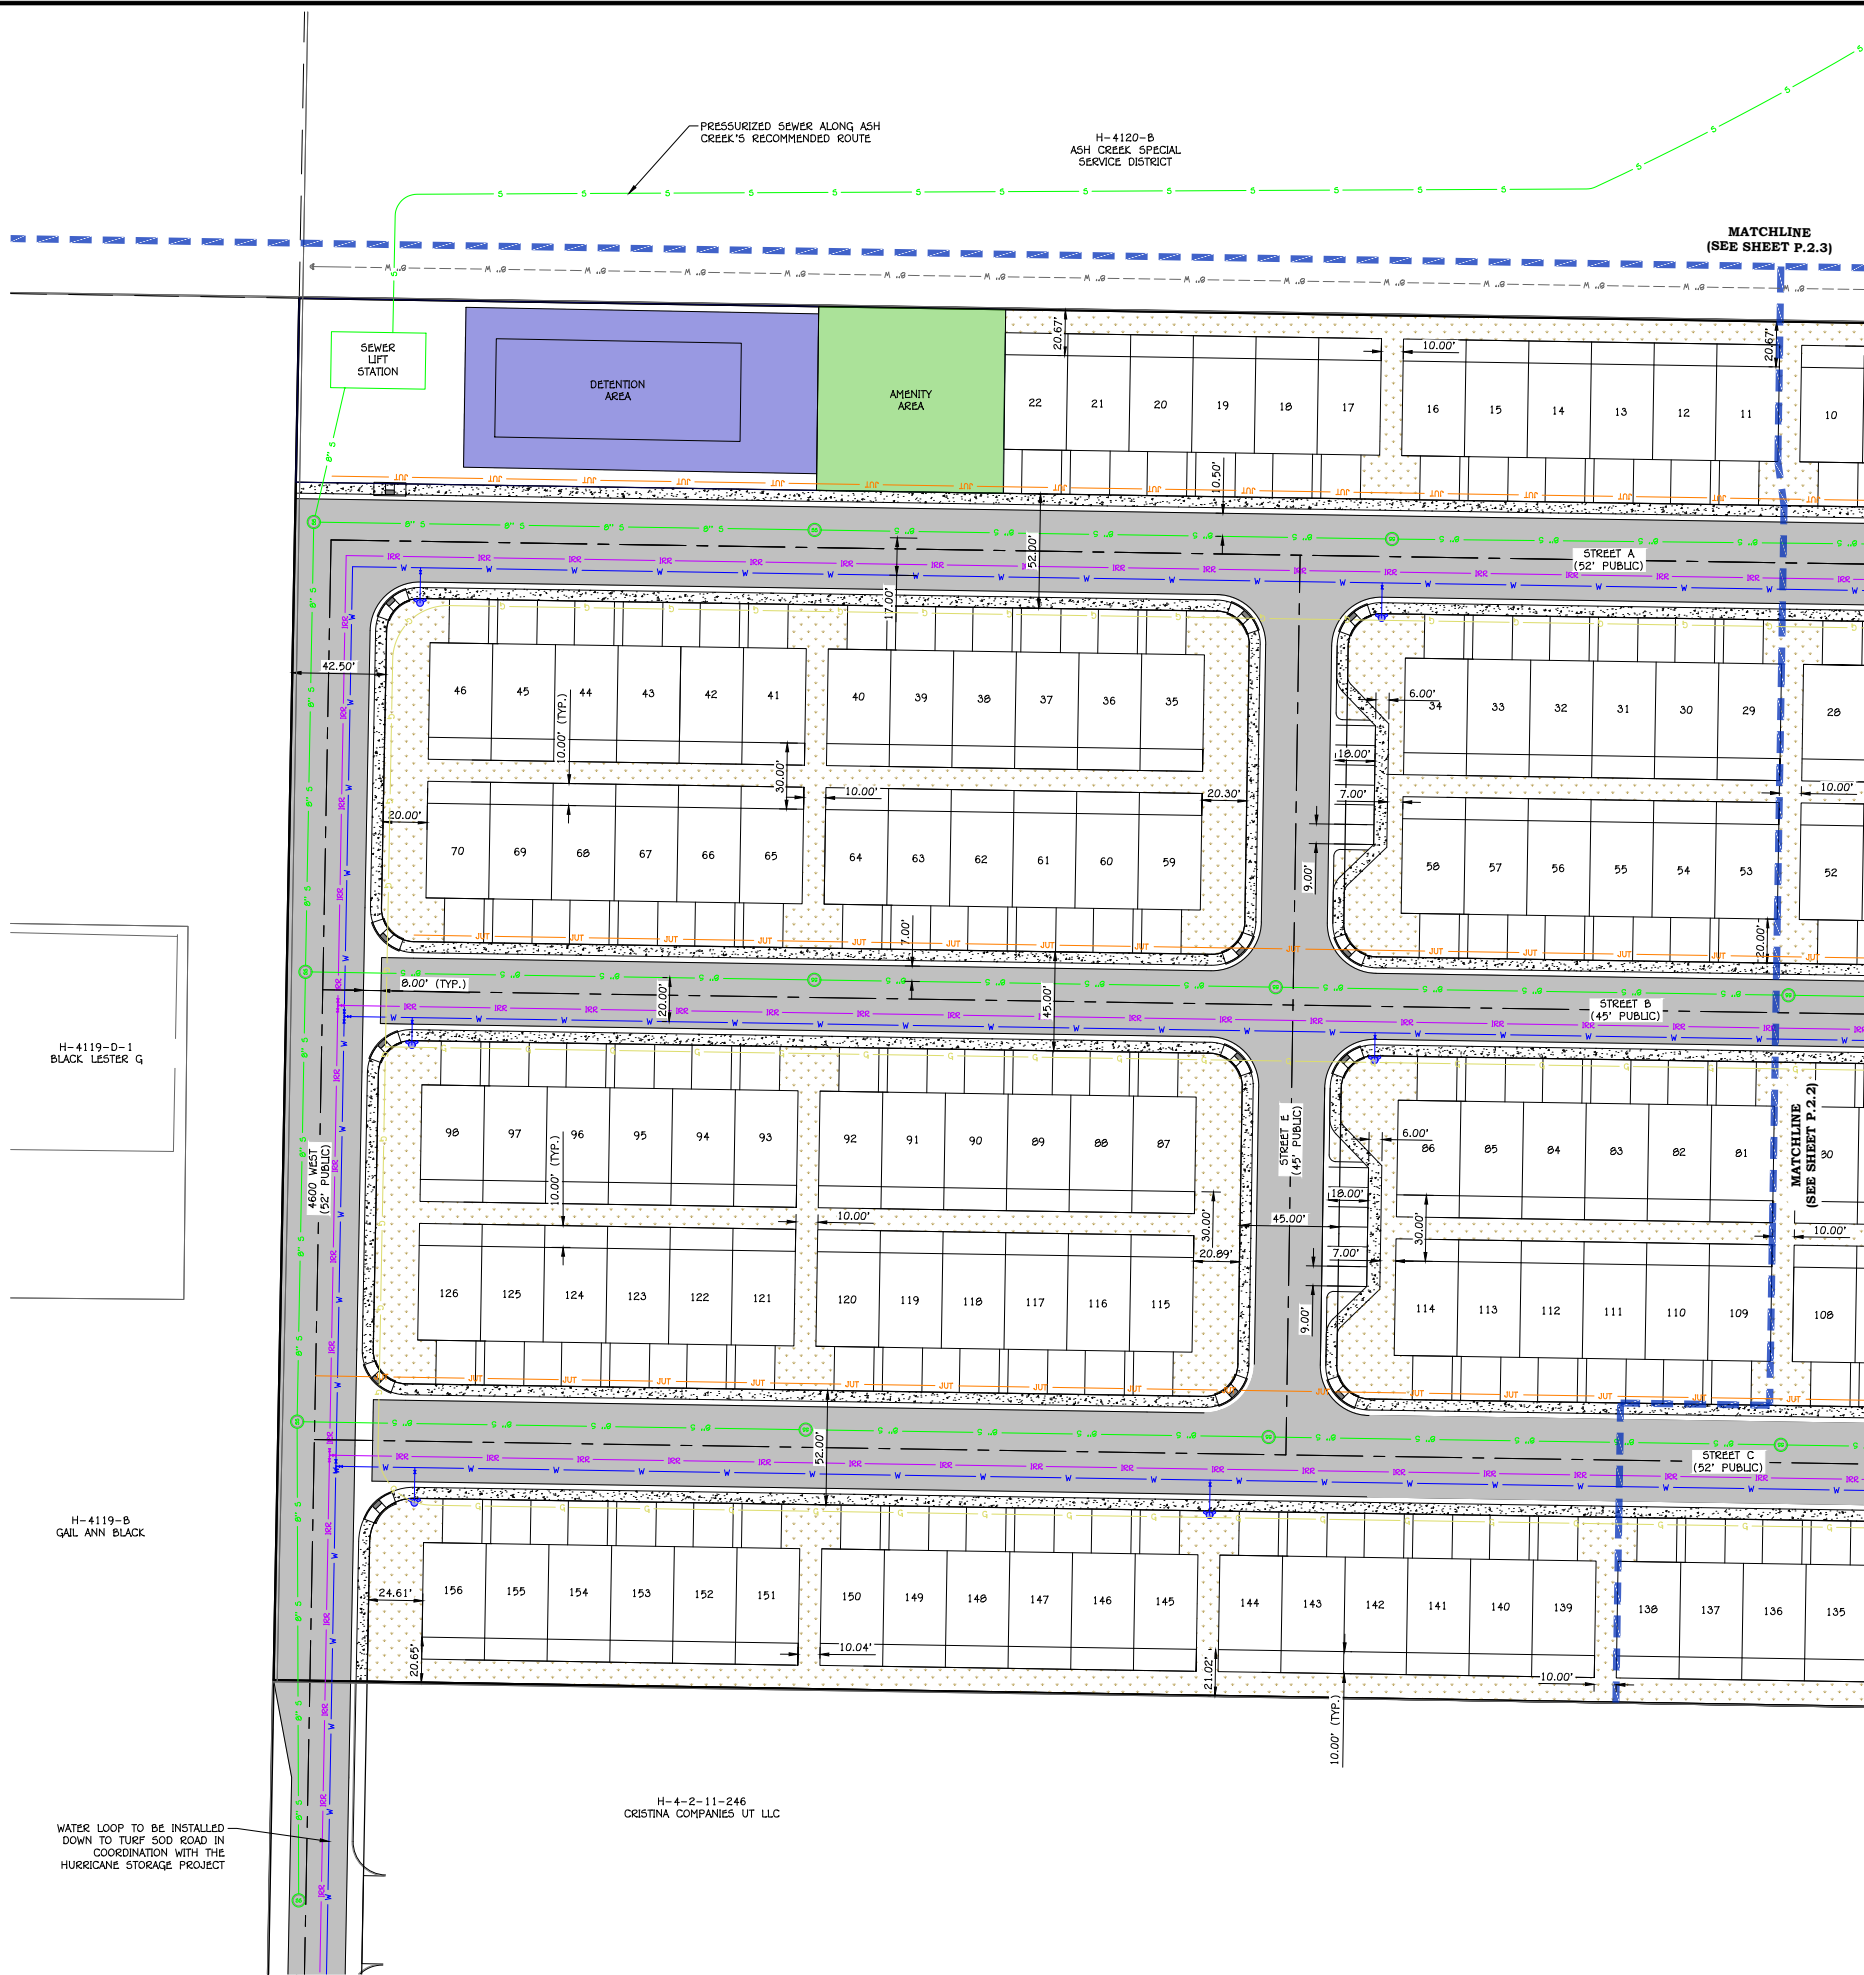 PRESSURIZED SEWER ALONG ASH
CREEK'S RECOMMENDED ROUTE
H-4120-B
ASH CREEK SPECIAL
SERVICE DISTRICT
MATCHLINE
(SEE SHEET P.2.3)
SEWER
LIFT
STATION
DETENTION
AREA
AMENITY
AREA
20.67'
10.00'
20.67'
22 21 20 19 18 17 16 15 14 13 12 11 10
10.50'
52.00'
17.00'
STREET A
(52' PUBLIC)
42.50'
46 45 44 43 42 41 40 39 38 37 36 35 34 33 32 31 30 29 28
10.00' (TYP.)
30.00'
10.00'
20.30'
20.00'
6.00'
18.00'
7.00'
9.00'
10.00'
70 69 68 67 66 65 64 63 62 61 60 59 58 57 56 55 54 53 52
7.00'
20.00'
8.00' (TYP.)
20.00'
45.00'
STREET B
(45' PUBLIC)
H-4119-D-1
BLACK LESTER G
4600 WEST
(52' PUBLIC)
STREET E
(45' PUBLIC)
MATCHLINE
(SEE SHEET P.2.2)
98 97 96 95 94 93 92 91 90 89 88 87 86 85 84 83 82 81 80
10.00' (TYP.)
10.00'
30.00'
20.89'
45.00'
6.00'
18.00'
7.00'
9.00'
30.00'
10.00'
126 125 124 123 122 121 120 119 118 117 116 115 114 113 112 111 110 109 108
52.00'
STREET C
(52' PUBLIC)
H-4119-B
GAIL ANN BLACK
156 155 154 153 152 151 150 149 148 147 146 145 144 143 142 141 140 139 138 137 136 135
24.61'
20.65'
10.04'
21.02'
10.00' (TYP.)
10.00'
H-4-2-11-246
CRISTINA COMPANIES UT LLC
WATER LOOP TO BE INSTALLED
DOWN TO TURF SOD ROAD IN
COORDINATION WITH THE
HURRICANE STORAGE PROJECT